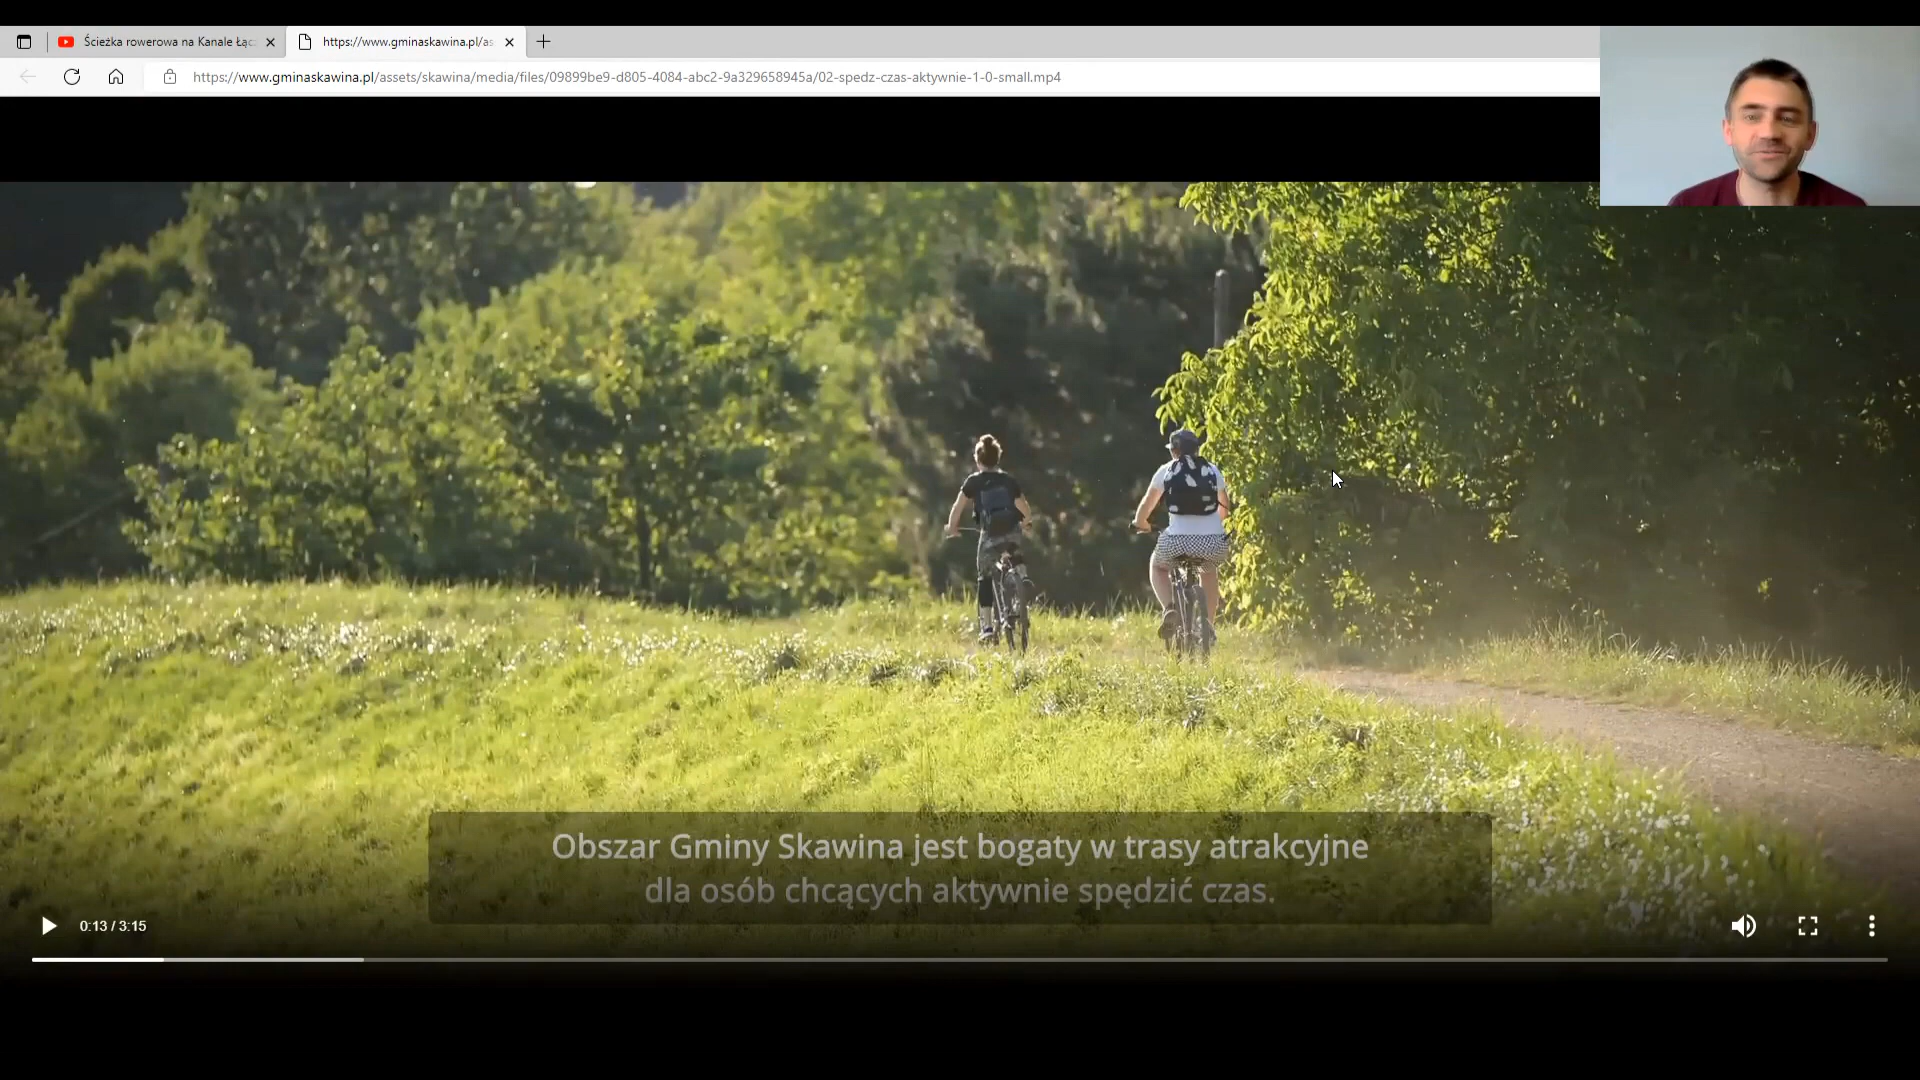 Ścieżka rowerowa na Kanale Łącz
https://www.gminaskawina.pl/as
https://www.gminaskawina.pl/assets/skawina/media/files/09899be9-d805-4084-abc2-9a329658945a/02-spedz-czas-aktywnie-1-0-small.mp4
Obszar Gminy Skawina jest bogaty w trasy atrakcyjne
dla osób chcących aktywnie spędzić czas.
0:13 / 3:15